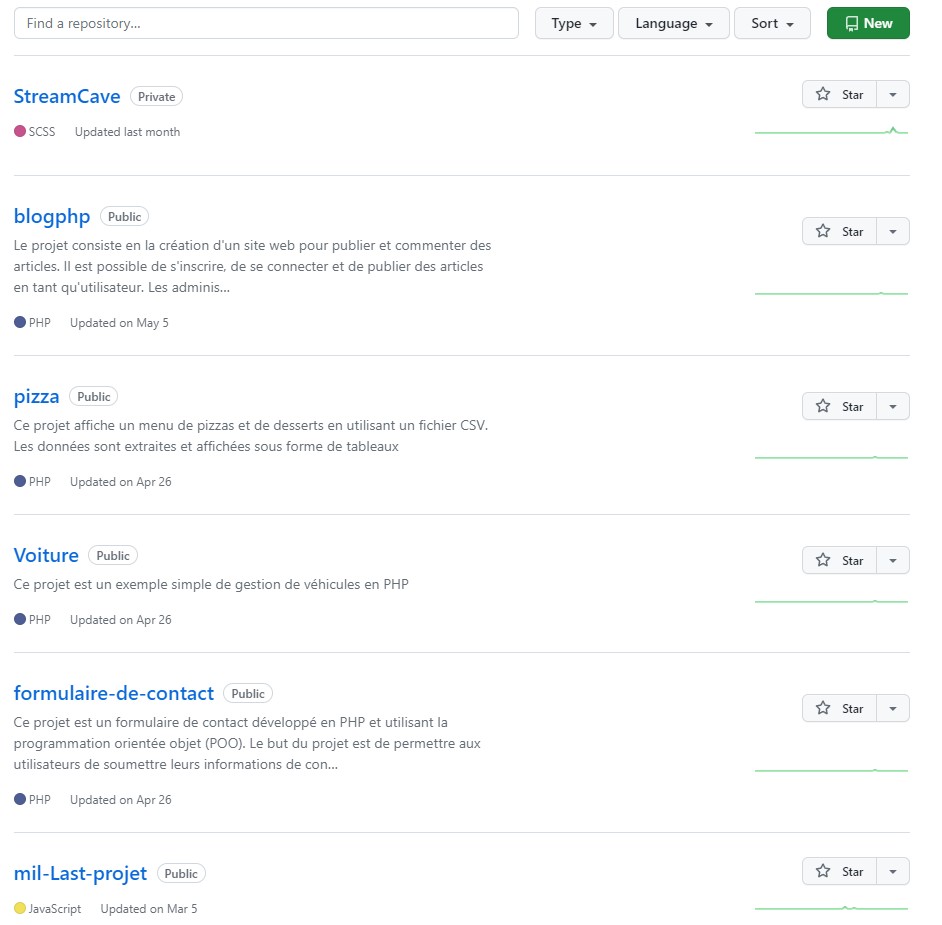 Find a repository...
Type
Language
Sort
New
StreamCave Private
Star
SCSS Updated last month
blogphp Public
Star
Le projet consiste en la création d'un site web pour publier et commenter des
articles. Il est possible de s'inscrire, de se connecter et de publier des articles
en tant qu'utilisateur. Les adminis...
PHP Updated on May 5
pizza Public
Star
Ce projet affiche un menu de pizzas et de desserts en utilisant un fichier CSV.
Les données sont extraites et affichées sous forme de tableaux
PHP Updated on Apr 26
Voiture Public
Star
Ce projet est un exemple simple de gestion de véhicules en PHP
PHP Updated on Apr 26
formulaire-de-contact Public
Star
Ce projet est un formulaire de contact développé en PHP et utilisant la
programmation orientée objet (POO). Le but du projet est de permettre aux
utilisateurs de soumettre leurs informations de con...
PHP Updated on Apr 26
mil-Last-projet Public
Star
JavaScript Updated on Mar 5